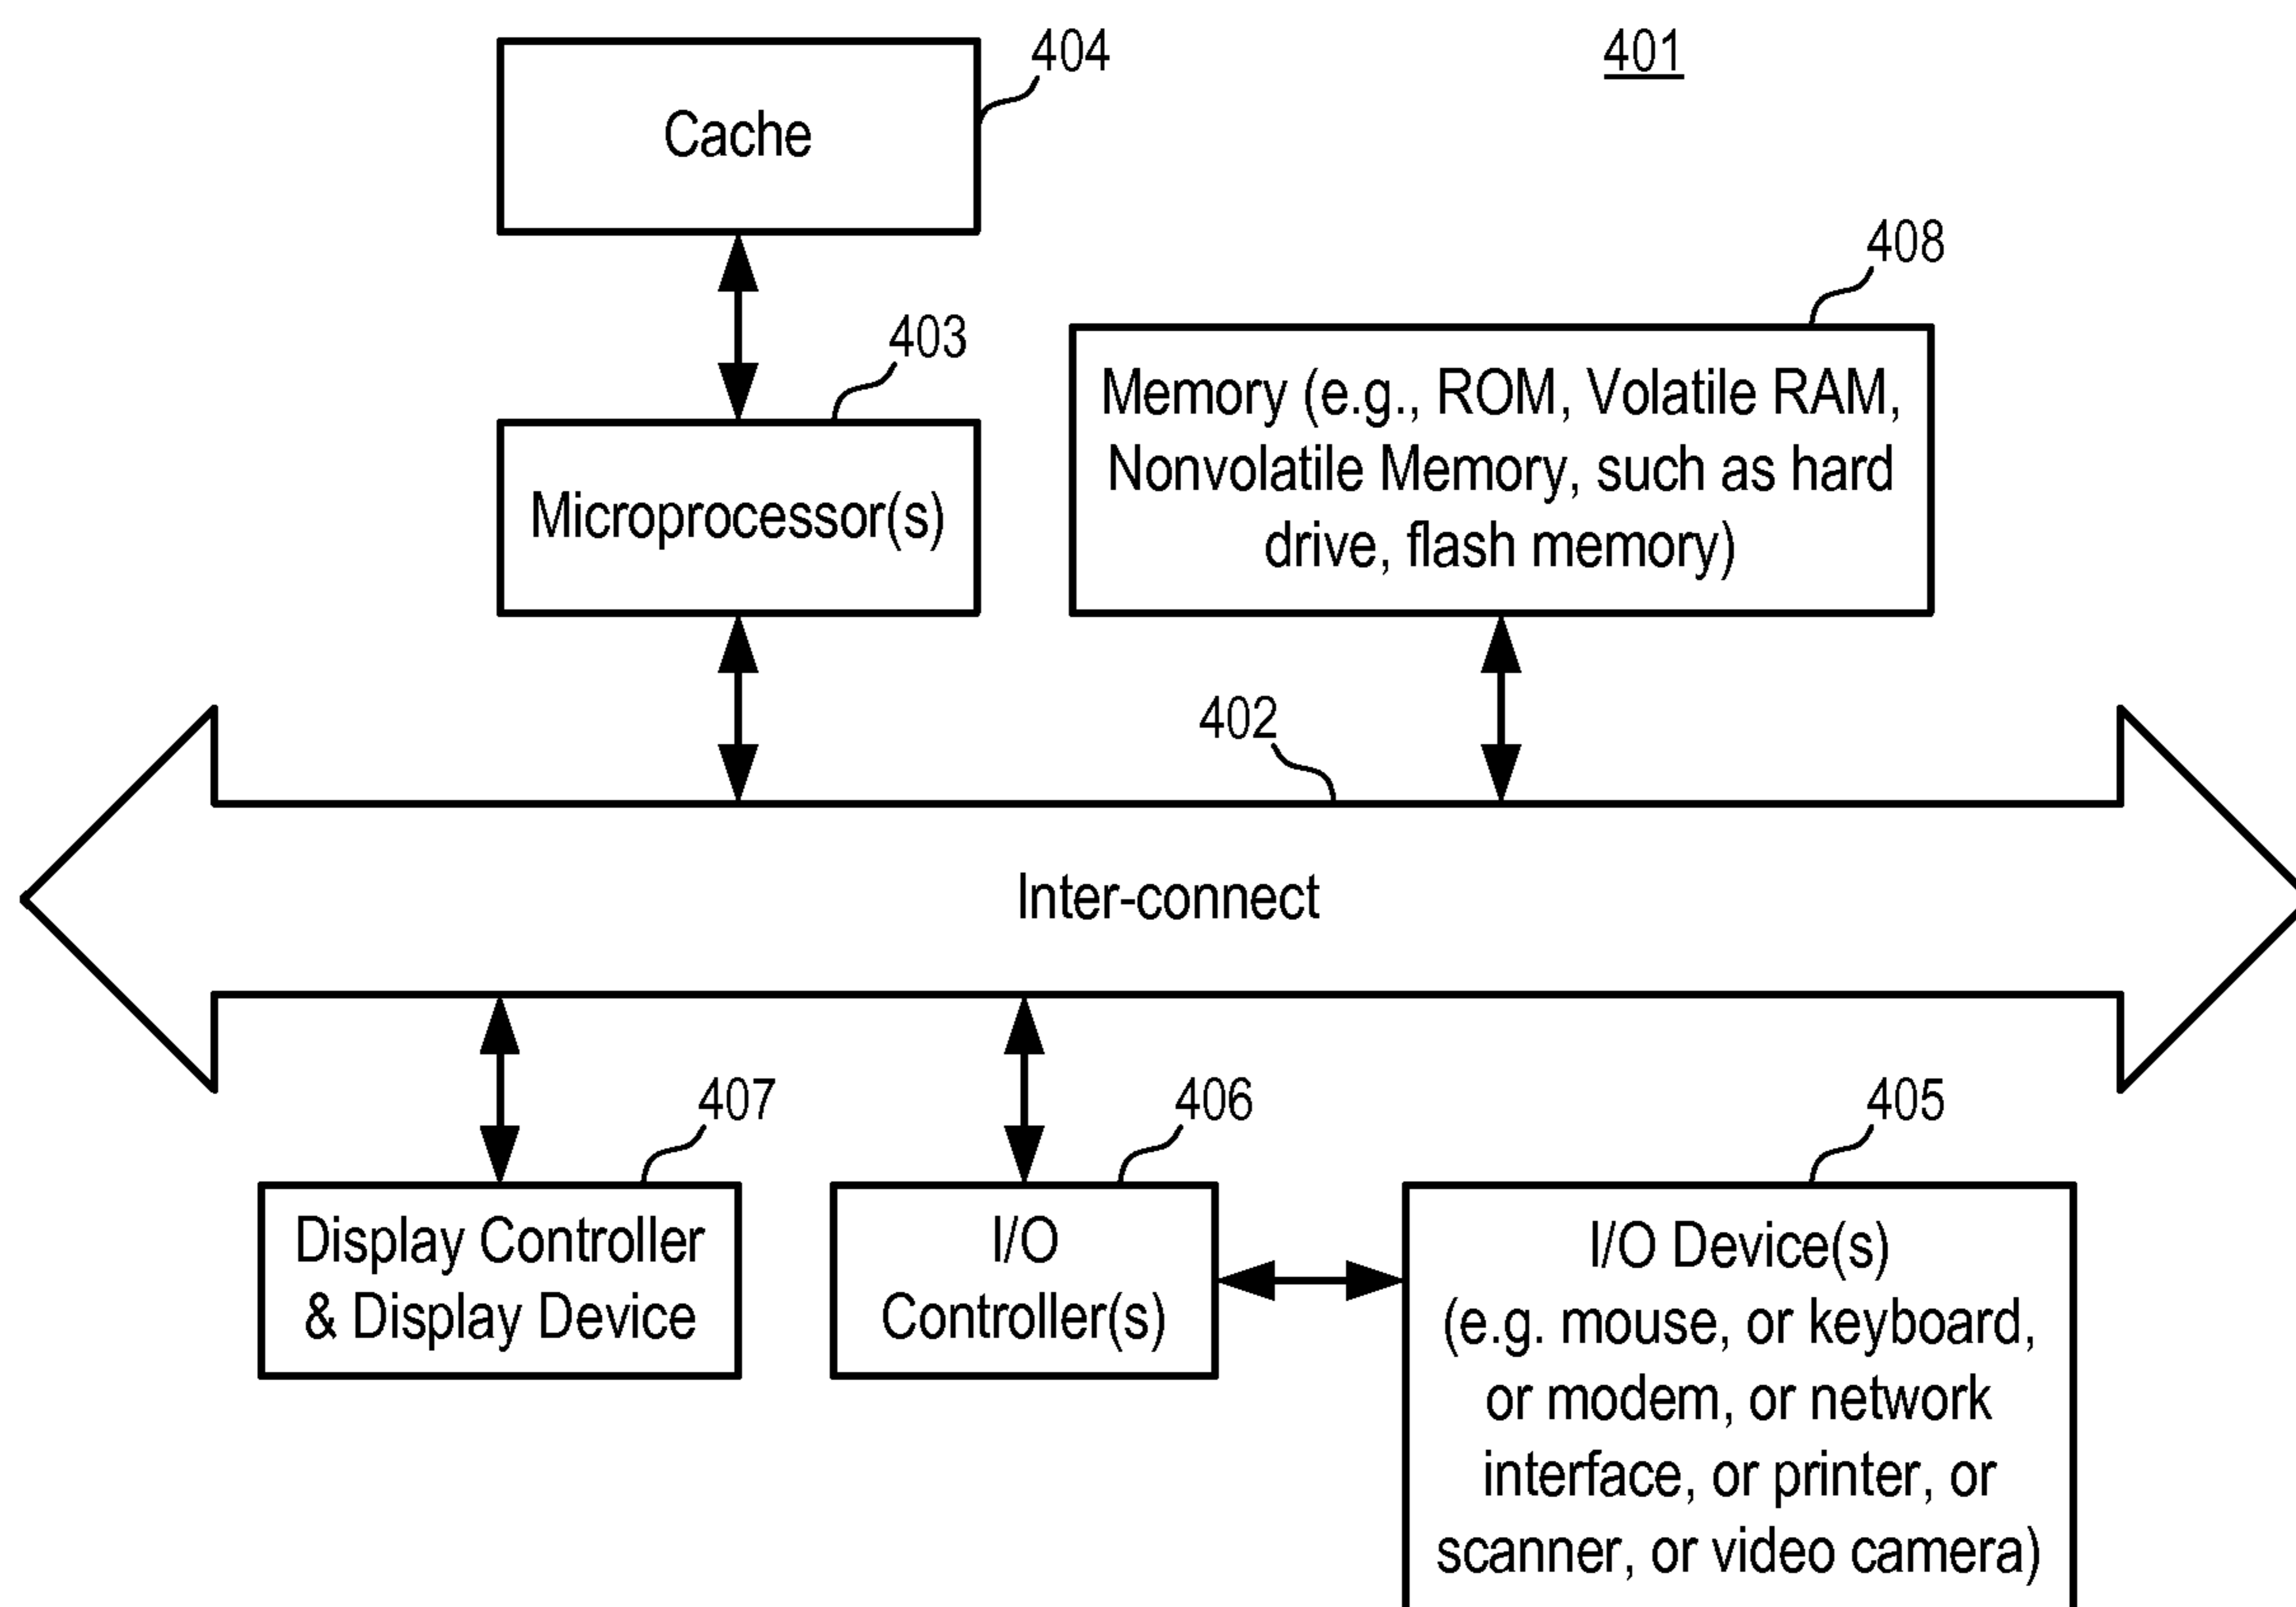 404
401
Cache
408
403
Memory (e.g., ROM, Volatile RAM,
Nonvolatile Memory, such as hard
drive, flash memory)
Microprocessor(s)
402
Inter-connect
407
406
405
Display Controller
& Display Device
I/O
Controller(s)
I/O Device(s)
(e.g. mouse, or keyboard,
or modem, or network
interface, or printer, or
scanner, or video camera)